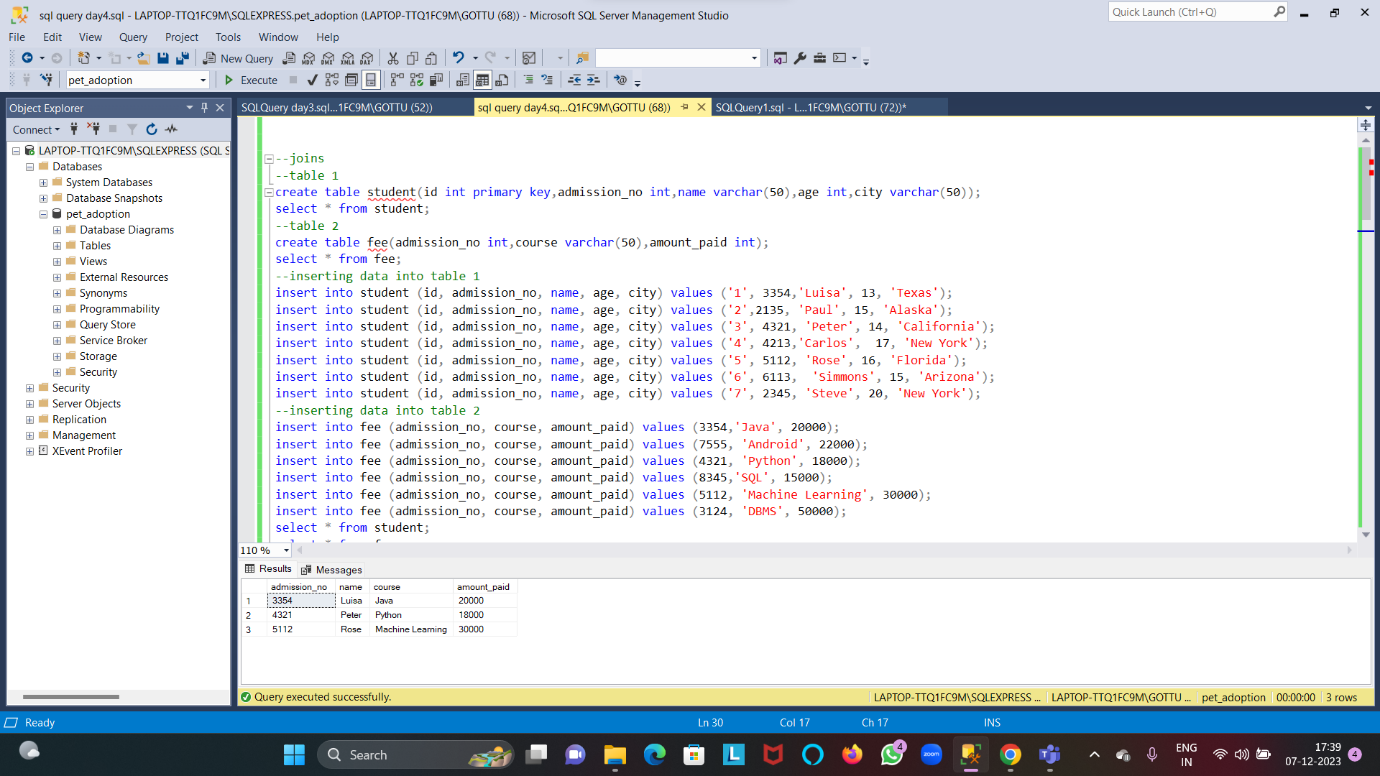 sql query day4.sql - LAPTOP-TTQ1FC9M\SQLEXPRESS.pet_adoption (LAPTOP-TTQ1FC9M\GOTTU (68)) - Microsoft SQL Server Management Studio
Quick Launch (Ctrl+Q)
File Edit View Query Project Tools Window Help
New Query
pet_adoption
Execute
Object Explorer
SQLQuery day3.sql...1FC9M\GOTTU (52))
sql query day4.sq...Q1FC9M\GOTTU (68))
SQLQuery1.sql - L...1FC9M\GOTTU (72))*
Connect
LAPTOP-TTQ1FC9M\SQLEXPRESS (SQL S
Databases
System Databases
Database Snapshots
pet_adoption
Database Diagrams
Tables
Views
External Resources
Synonyms
Programmability
Query Store
Service Broker
Storage
Security
Security
Server Objects
Replication
Management
XEvent Profiler
--joins
--table 1
create table student(id int primary key,admission_no int,name varchar(50),age int,city varchar(50));
select * from student;
--table 2
create table fee(admission_no int,course varchar(50),amount_paid int);
select * from fee;
--inserting data into table 1
insert into student (id, admission_no, name, age, city) values ('1', 3354,'Luisa', 13, 'Texas');
insert into student (id, admission_no, name, age, city) values ('2',2135, 'Paul', 15, 'Alaska');
insert into student (id, admission_no, name, age, city) values ('3', 4321, 'Peter', 14, 'California');
insert into student (id, admission_no, name, age, city) values ('4', 4213,'Carlos',  17, 'New York');
insert into student (id, admission_no, name, age, city) values ('5', 5112, 'Rose', 16, 'Florida');
insert into student (id, admission_no, name, age, city) values ('6', 6113,  'Simmons', 15, 'Arizona');
insert into student (id, admission_no, name, age, city) values ('7', 2345, 'Steve', 20, 'New York');
--inserting data into table 2
insert into fee (admission_no, course, amount_paid) values (3354,'Java', 20000);
insert into fee (admission_no, course, amount_paid) values (7555, 'Android', 22000);
insert into fee (admission_no, course, amount_paid) values (4321, 'Python', 18000);
insert into fee (admission_no, course, amount_paid) values (8345,'SQL', 15000);
insert into fee (admission_no, course, amount_paid) values (5112, 'Machine Learning', 30000);
insert into fee (admission_no, course, amount_paid) values (3124, 'DBMS', 50000);
select * from student;
110 %
Results Messages
admission_no name course amount_paid
1 3354 Luisa Java 20000
2 4321 Peter Python 18000
3 5112 Rose Machine Learning 30000
Query executed successfully.
LAPTOP-TTQ1FC9M\SQLEXPRESS ... LAPTOP-TTQ1FC9M\GOTTU ... pet_adoption 00:00:00 3 rows
Ready
Ln 30 Col 17 Ch 17 INS
Search
L
4
zoom
ENG
IN
17:39
07-12-2023
4